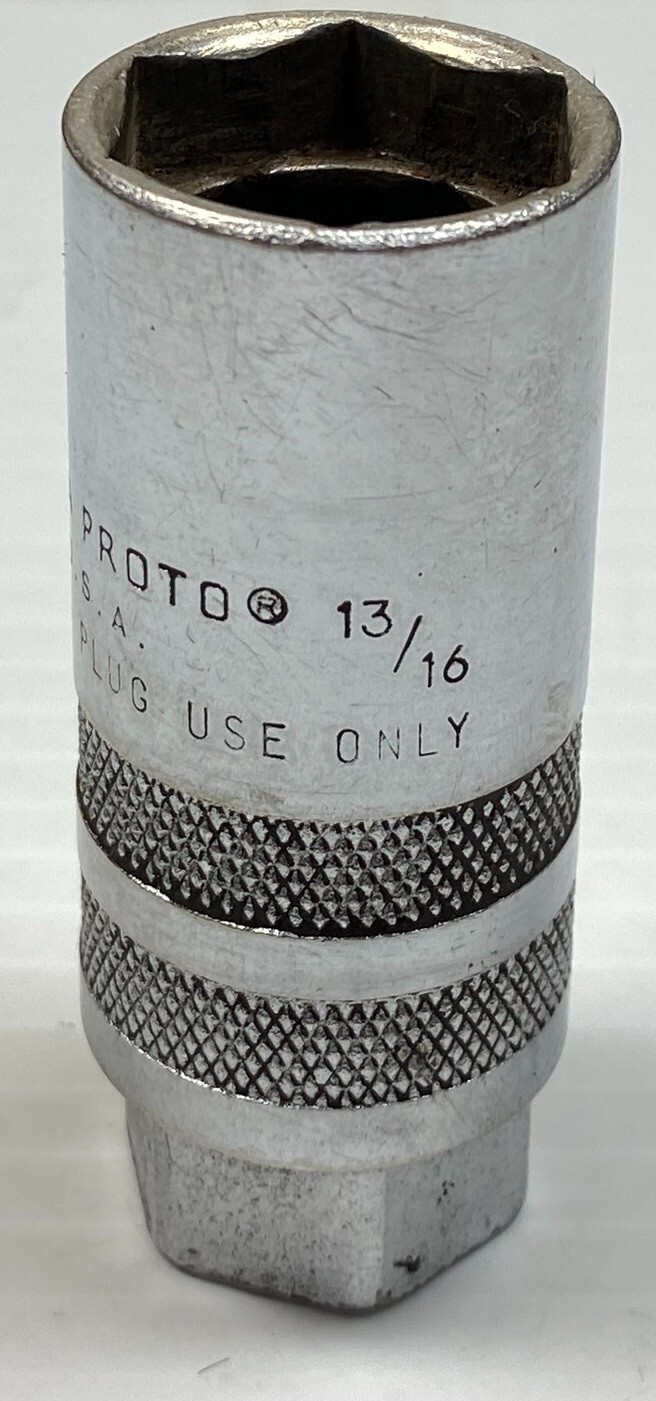 PROTO® 13/16
.S.A.
PLUG USE ONLY